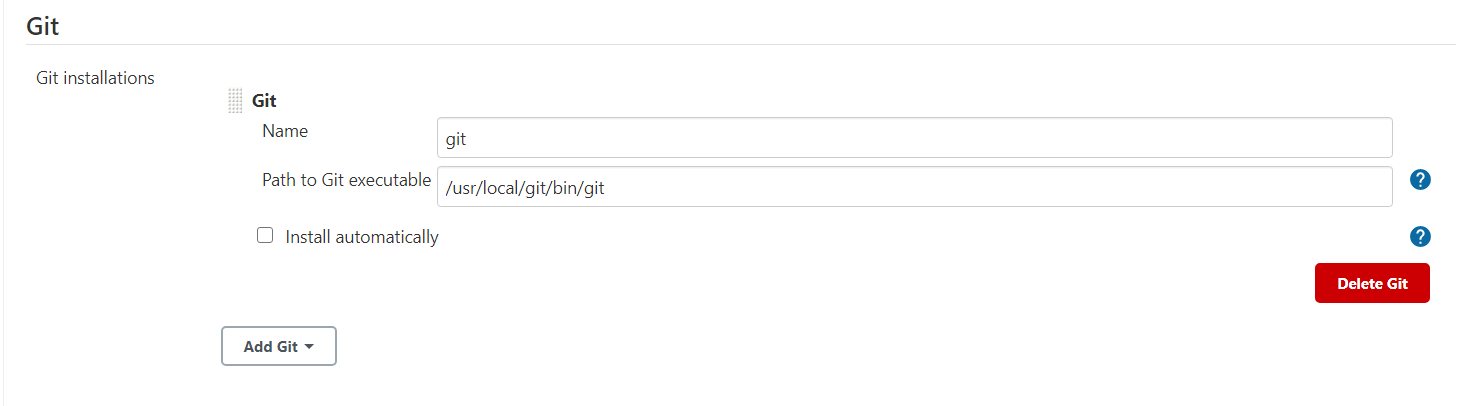 Git
Git installations
Git
Name
git
Path to Git executable
/usr/local/git/bin/git
?
Install automatically
?
Delete Git
Add Git